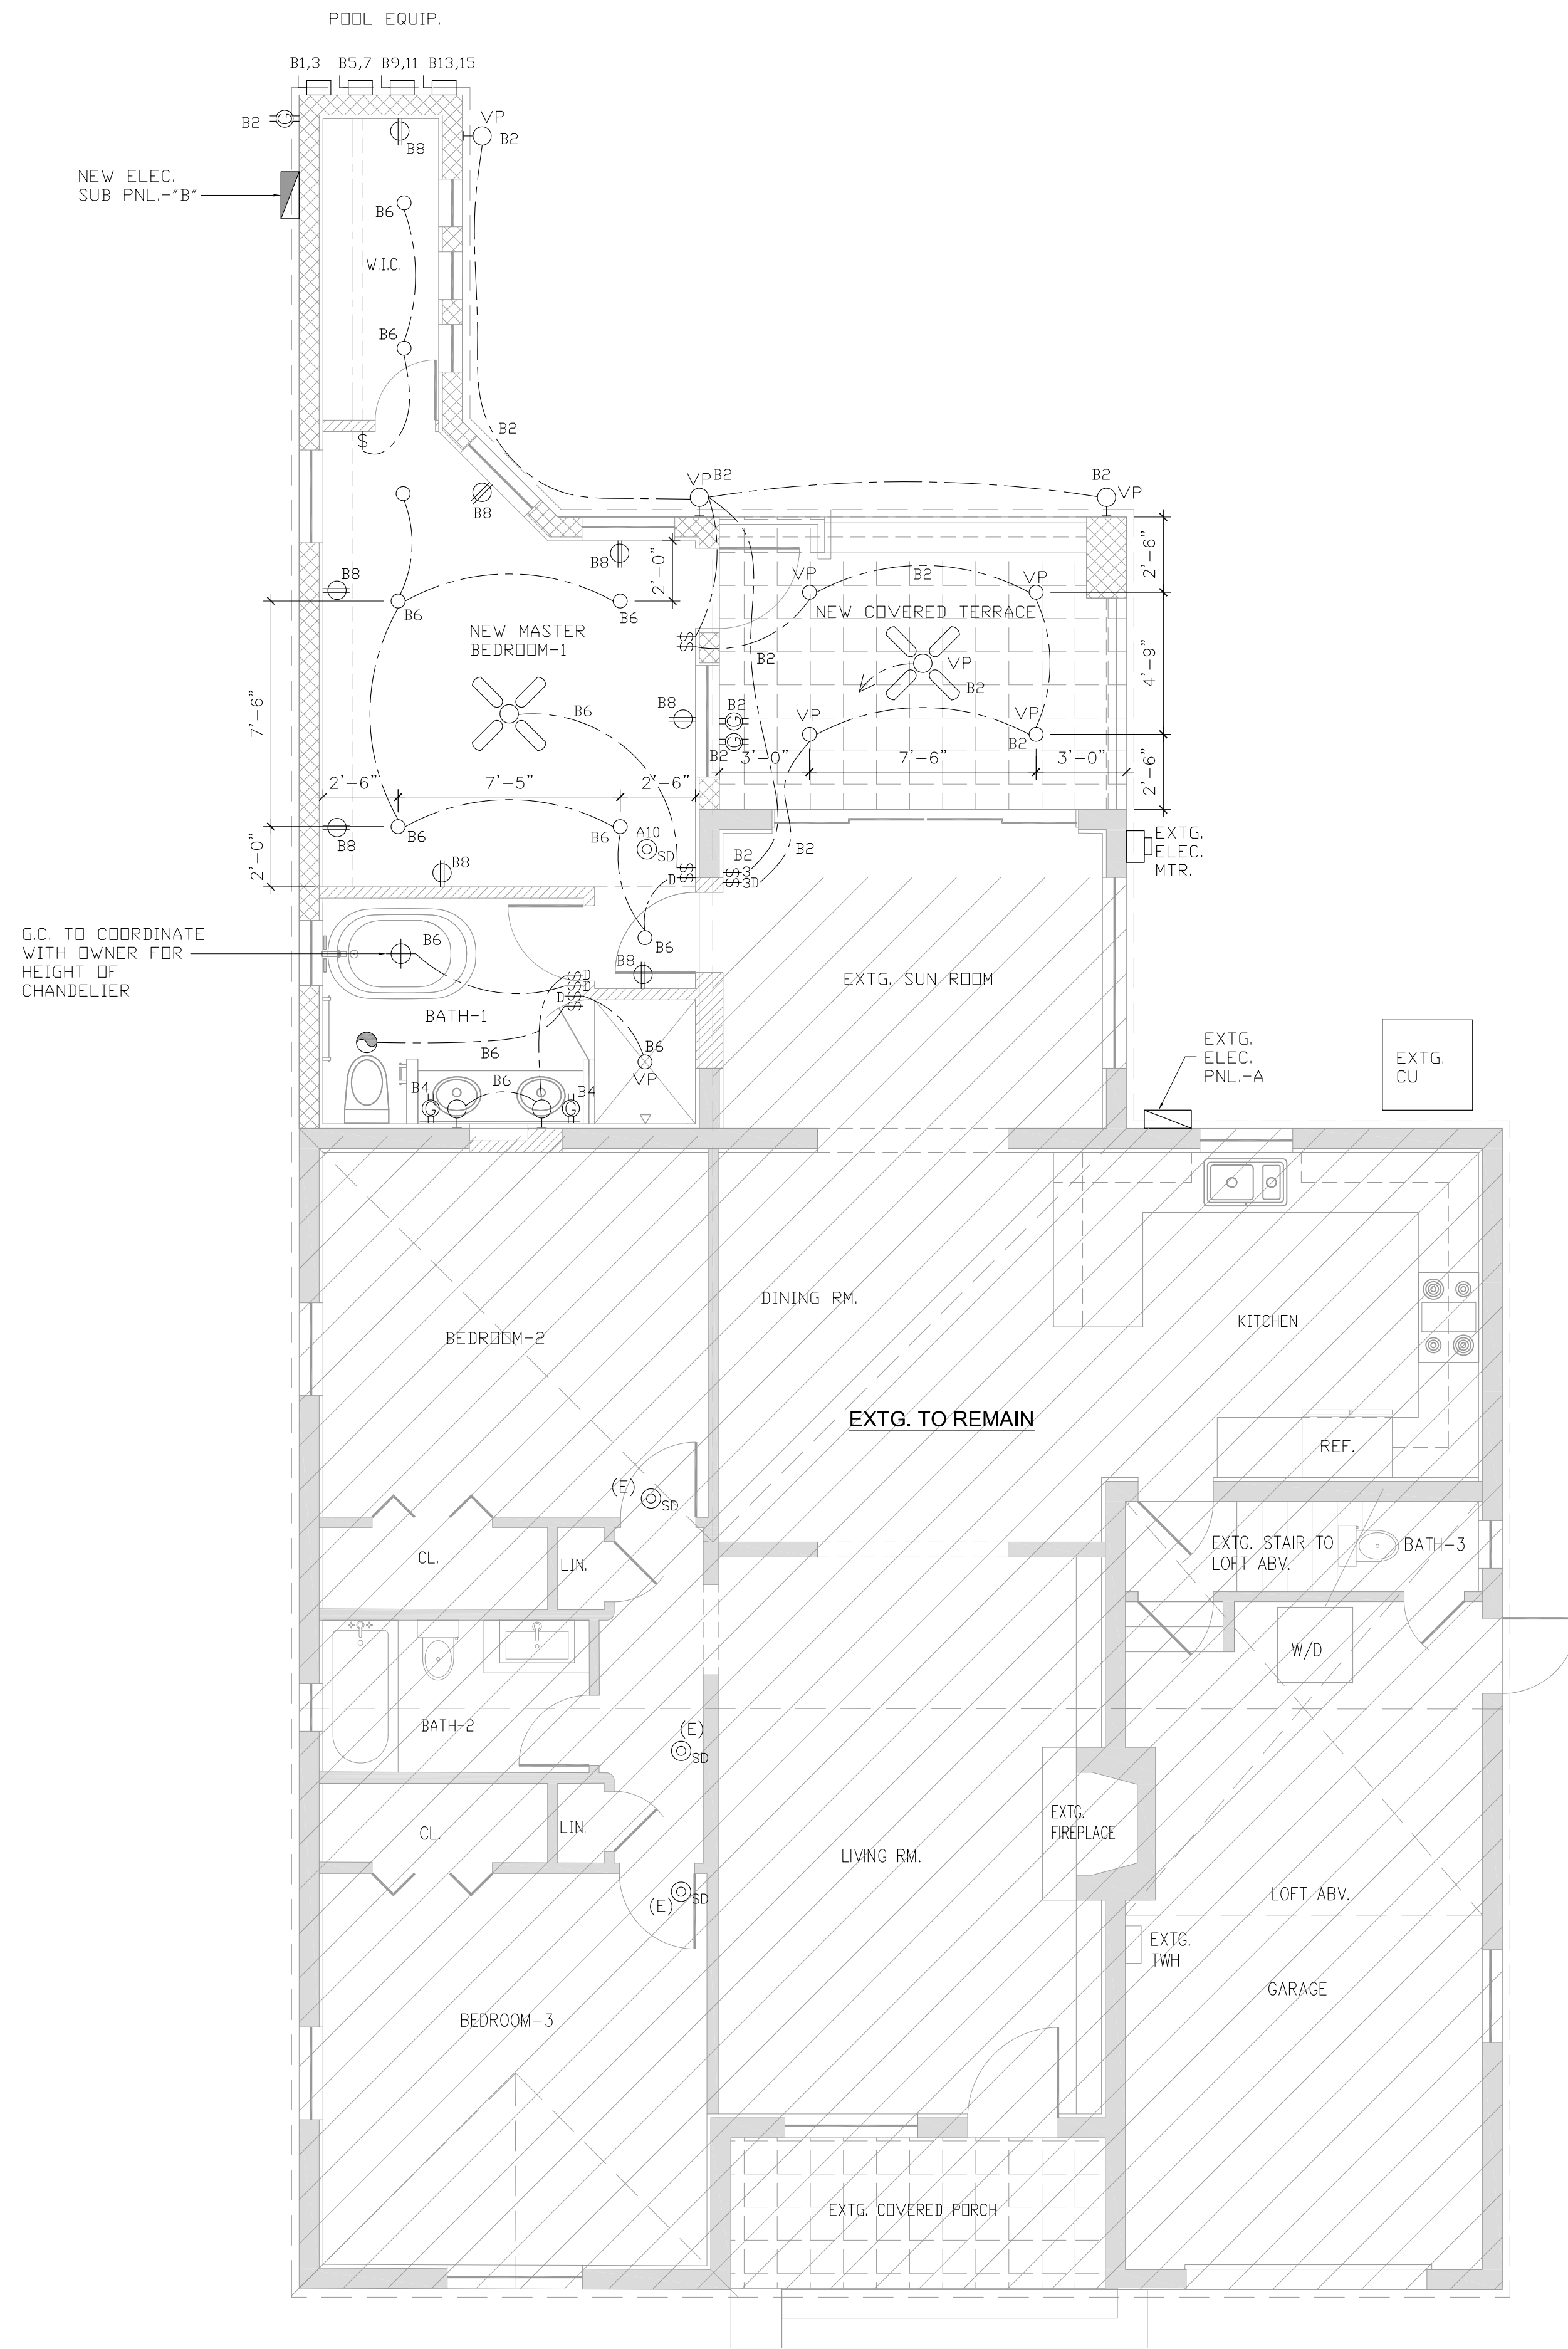 POOL EQUIP.
B1,3 B5,7 B9,11 B13,15
B2
G
VP
B2
B8
NEW ELEC.
SUB PNL.-"B"
B6
W.I.C.
B6
B2
$
B8
VP B2
B2
VP
B8
2'-0"
B8
B6
B6
NEW MASTER
BEDROOM-1
$$
VP
B2
VP
NEW COVERED TERRACE
2'-6"
B2
VP
B2
4'-9"
B8
B2
G
G
B2
VP
VP
B2
B6
7'-6"
2'-6"
7'-5"
2'-6"
3'-0"
7'-6"
3'-0"
2'-6"
B8
B6
B6
A10
SD
B8
2'-0"
D
$$
B2
$3
$3D
B2
EXTG.
ELEC.
MTR.
G.C. TO COORDINATE
WITH OWNER FOR
HEIGHT OF
CHANDELIER
B6
B6
B8
EXTG. SUN ROOM
D
D
D
$$$$
BATH-1
B6
B6
VP
B4
G
B6
G
B4
EXTG.
ELEC.
PNL.-A
EXTG.
CU
BEDROOM-2
DINING RM.
KITCHEN
EXTG. TO REMAIN
REF.
(E)
SD
CL.
LIN.
EXTG. STAIR TO
LOFT ABV.
BATH-3
W/D
BATH-2
(E)
SD
CL.
LIN.
EXTG.
FIREPLACE
LIVING RM.
(E)
SD
LOFT ABV.
EXTG.
TWH
GARAGE
BEDROOM-3
EXTG. COVERED PORCH